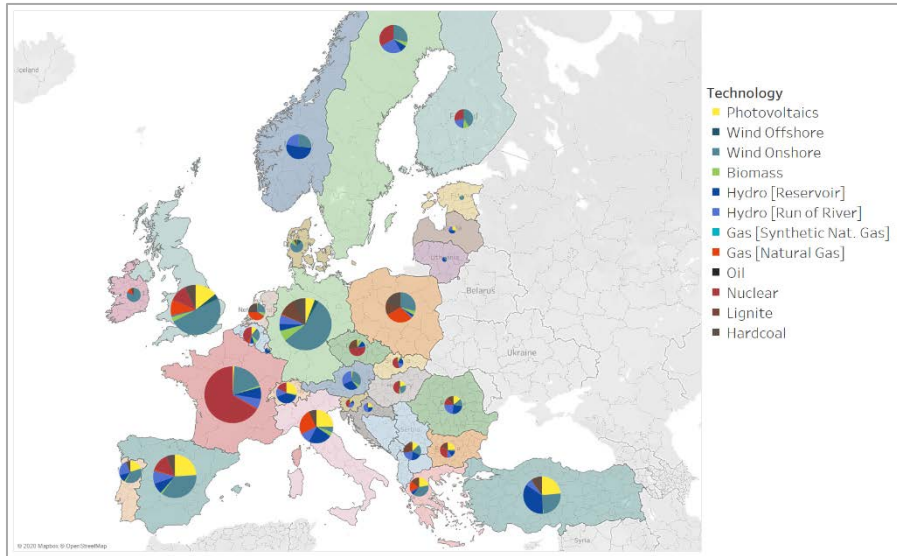 Iceland
Technology
Photovoltaics
Wind Offshore
Wind Onshore
Biomass
Hydro [Reservoir]
Hydro [Run of River]
Gas [Synthetic Nat. Gas]
Gas [Natural Gas]
Oil
Nuclear
Lignite
Hardcoal
Lithuania
Belarus
Ukraine
Syria
© 2020 Mapbox © OpenStreetMap